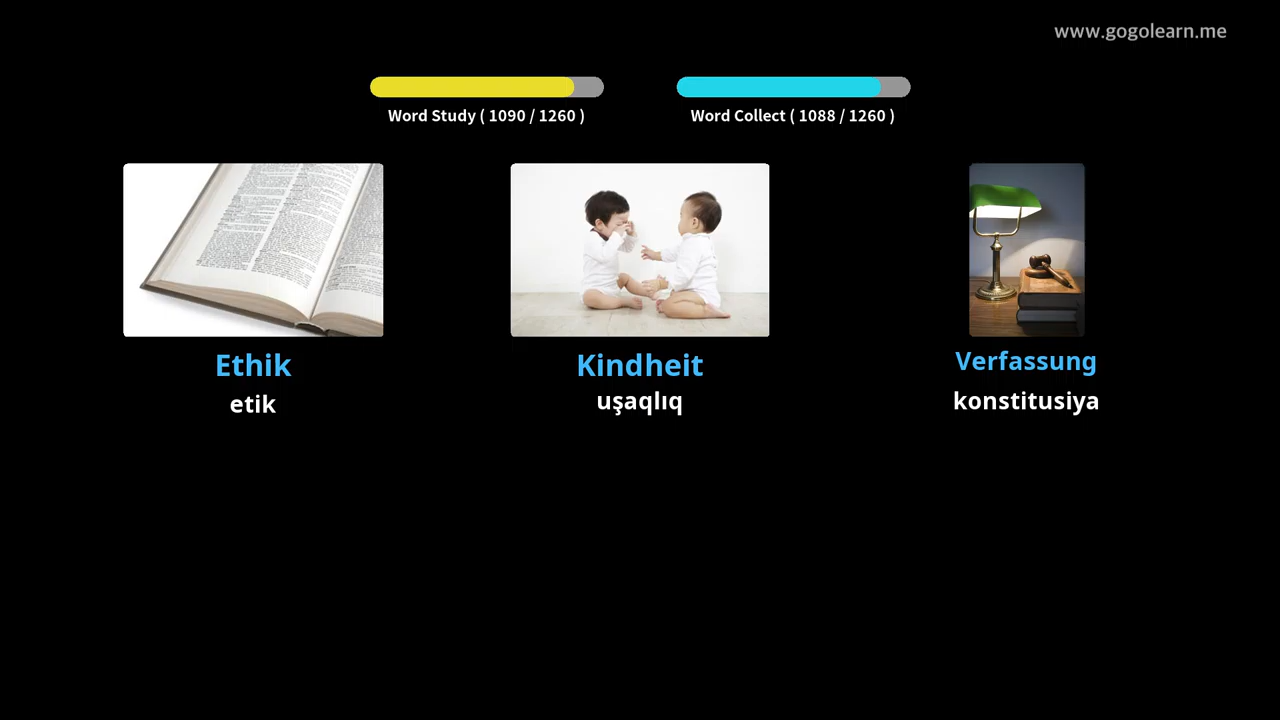 www.gogolearn.me
Word Study ( 1090 / 1260 )
Word Collect ( 1088 / 1260 )
Ethik
Kindheit
Verfassung
etik
uşaqlıq
konstitusiya